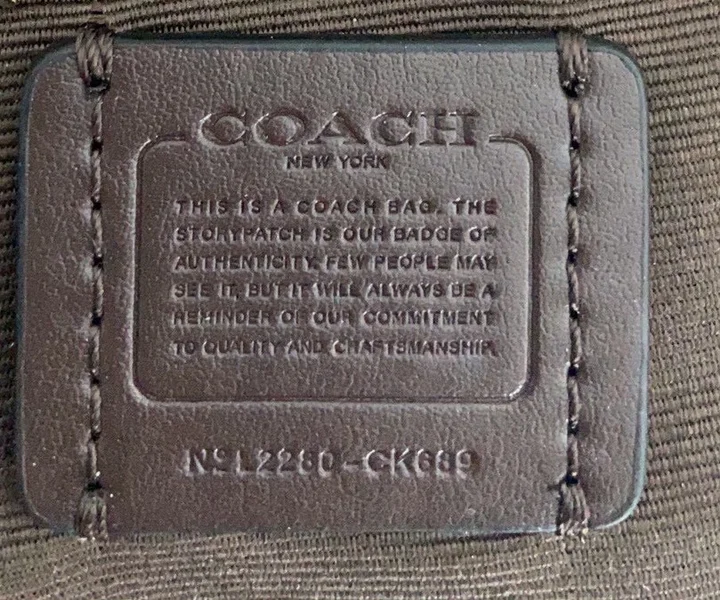 COACH
NEW YORK
THIS IS A COACH BAG. THE
STORYPATCH IS OUR BADGE OF
AUTHENTICITY. FEW PEOPLE MAY
SEE IT, BUT IT WILL ALWAYS BE A
REMINDER OF OUR COMMITMENT
TO QUALITY AND CRAFTSMANSHIP.
Nº L2280-CK689